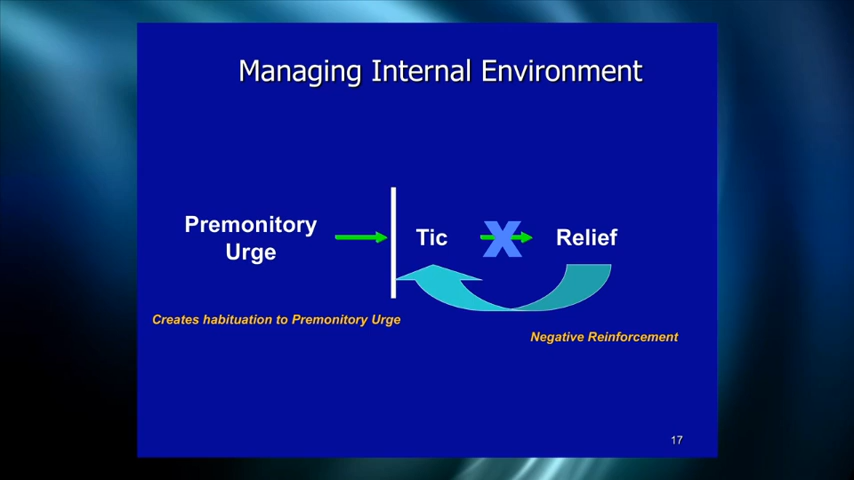 Managing Internal Environment
Premonitory
Urge
Tic
X
Relief
Creates habituation to Premonitory Urge
Negative Reinforcement
17